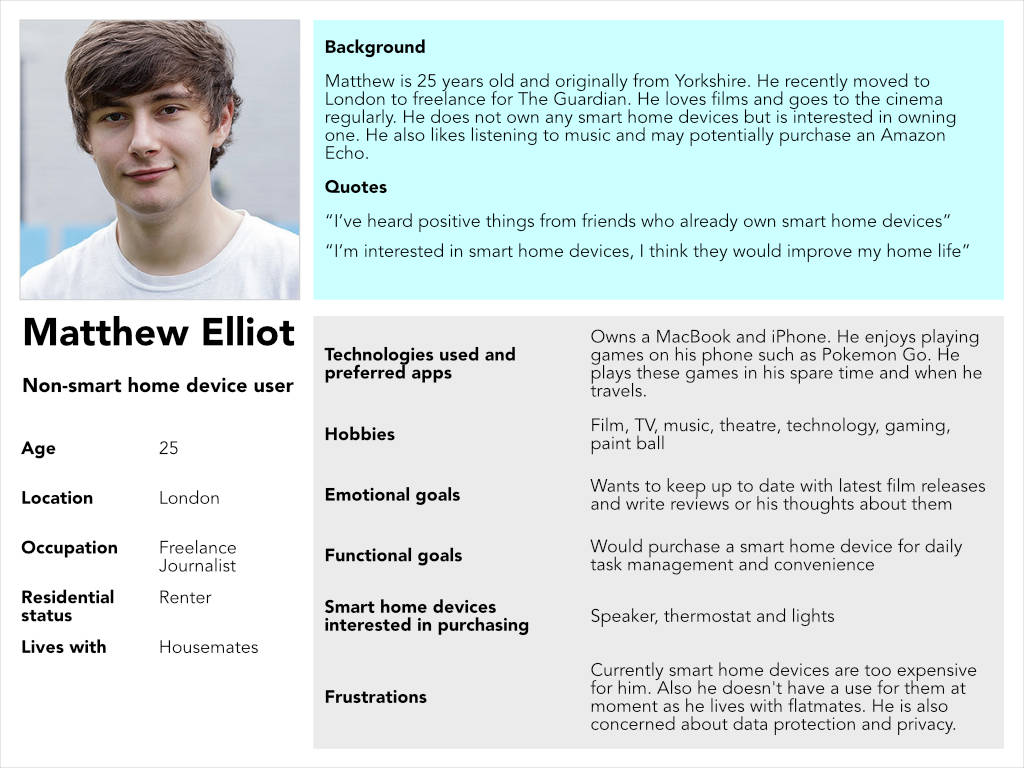 Background
Matthew is 25 years old and originally from Yorkshire. He recently moved to
London to freelance for The Guardian. He loves films and goes to the cinema
regularly. He does not own any smart home devices but is interested in owning
one. He also likes listening to music and may potentially purchase an Amazon
Echo.
Quotes
“I’ve heard positive things from friends who already own smart home devices”
“I’m interested in smart home devices, I think they would improve my home life”
Matthew Elliot
Non-smart home device user
Age 25
Location London
Occupation Freelance
Journalist
Residential Renter
status
Lives with Housemates
Technologies used and
preferred apps
Owns a MacBook and iPhone. He enjoys playing
games on his phone such as Pokemon Go. He
plays these games in his spare time and when he
travels.
Hobbies
Film, TV, music, theatre, technology, gaming,
paint ball
Emotional goals
Wants to keep up to date with latest film releases
and write reviews or his thoughts about them
Functional goals
Would purchase a smart home device for daily
task management and convenience
Smart home devices
interested in purchasing
Speaker, thermostat and lights
Frustrations
Currently smart home devices are too expensive
for him. Also he doesn't have a use for them at
moment as he lives with flatmates. He is also
concerned about data protection and privacy.